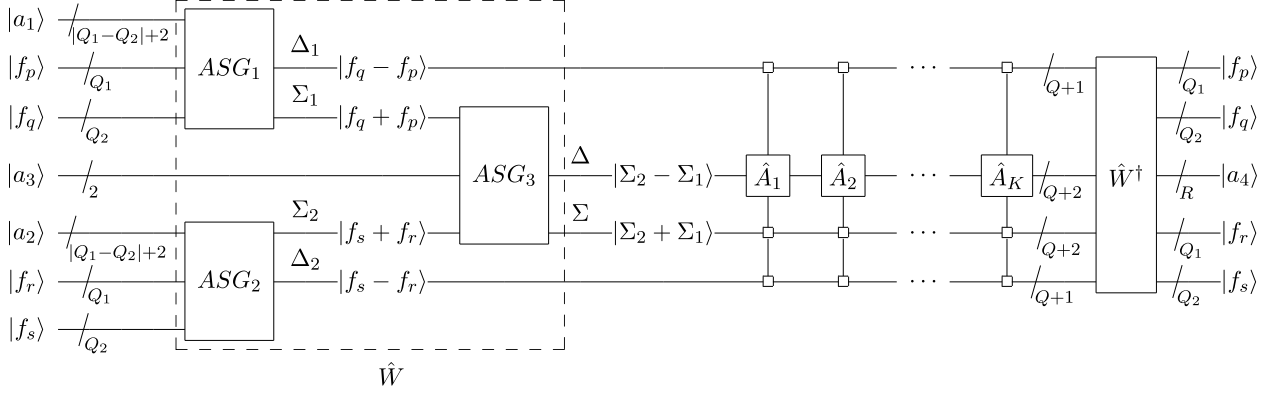 |a₁⟩ |Q₁−Q₂|+2
|f_p⟩ Q₁ ASG₁ Δ₁ |f_q − f_p⟩ ··· Q+1 Q₁ |f_p⟩
|f_q⟩ Q₂ Σ₁ |f_q + f_p⟩ Q₂ |f_q⟩
|a₃⟩ 2 ASG₃ Δ |Σ₂ − Σ₁⟩ Â₁ Â₂ ··· Â_K Q+2 Ŵ† R |a₄⟩
|a₂⟩ |Q₁−Q₂|+2 Σ₂ |f_s + f_r⟩ Σ |Σ₂ + Σ₁⟩ ··· Q+2 Q₁ |f_r⟩
|f_r⟩ Q₁ ASG₂ Δ₂ |f_s − f_r⟩ ··· Q+1 Q₂ |f_s⟩
|f_s⟩ Q₂
Ŵ